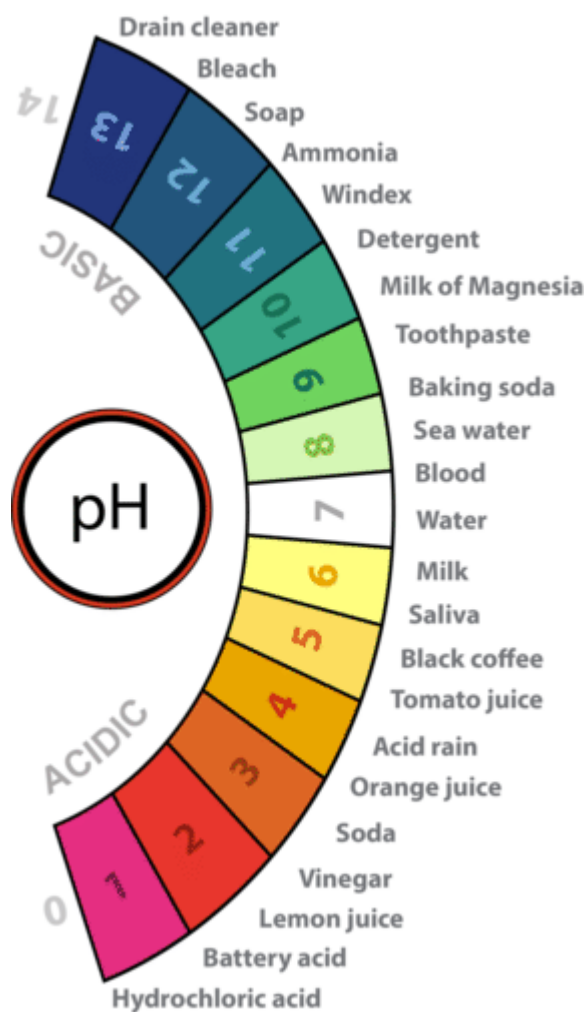 Drain cleaner
14
13
Bleach
Soap
12
Ammonia
Windex
11
BASIC
Detergent
10
Milk of Magnesia
Toothpaste
9
Baking soda
8
Sea water
Blood
pH
7
Water
6
Milk
Saliva
5
Black coffee
4
Tomato juice
ACIDIC
Acid rain
3
Orange juice
Soda
2
Vinegar
1
0
Lemon juice
Battery acid
Hydrochloric acid